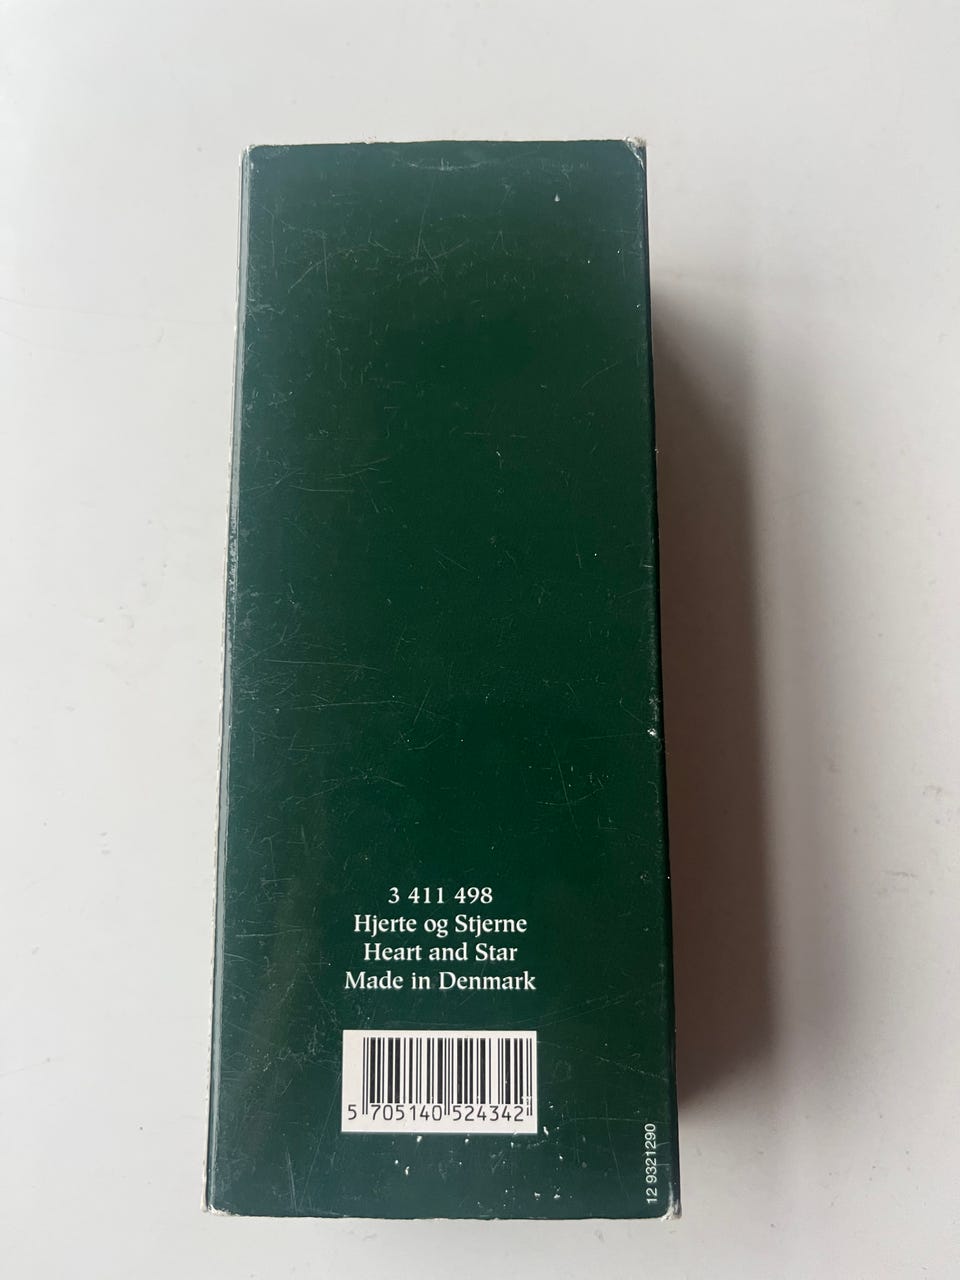 3 411 498
Hjerte og Stjerne
Heart and Star
Made in Denmark
5 705140 524342
12 9321290